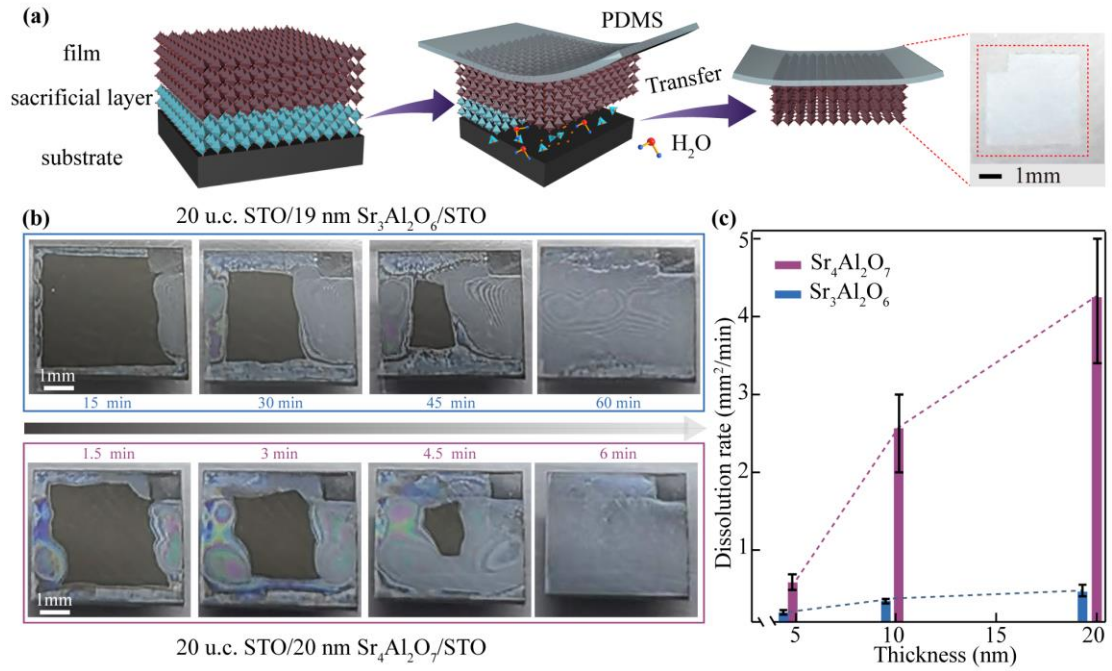 (a)
film
sacrificial layer
substrate
PDMS
Transfer
H₂O
1mm
(b)
20 u.c. STO/19 nm Sr₃Al₂O₆/STO
1mm
15 min
30 min
45 min
60 min
1.5 min
3 min
4.5 min
6 min
1mm
20 u.c. STO/20 nm Sr₄Al₂O₇/STO
(c)
Sr₄Al₂O₇
Sr₃Al₂O₆
Dissolution rate (mm²/min)
5
4
3
2
1
5
10
15
20
Thickness (nm)